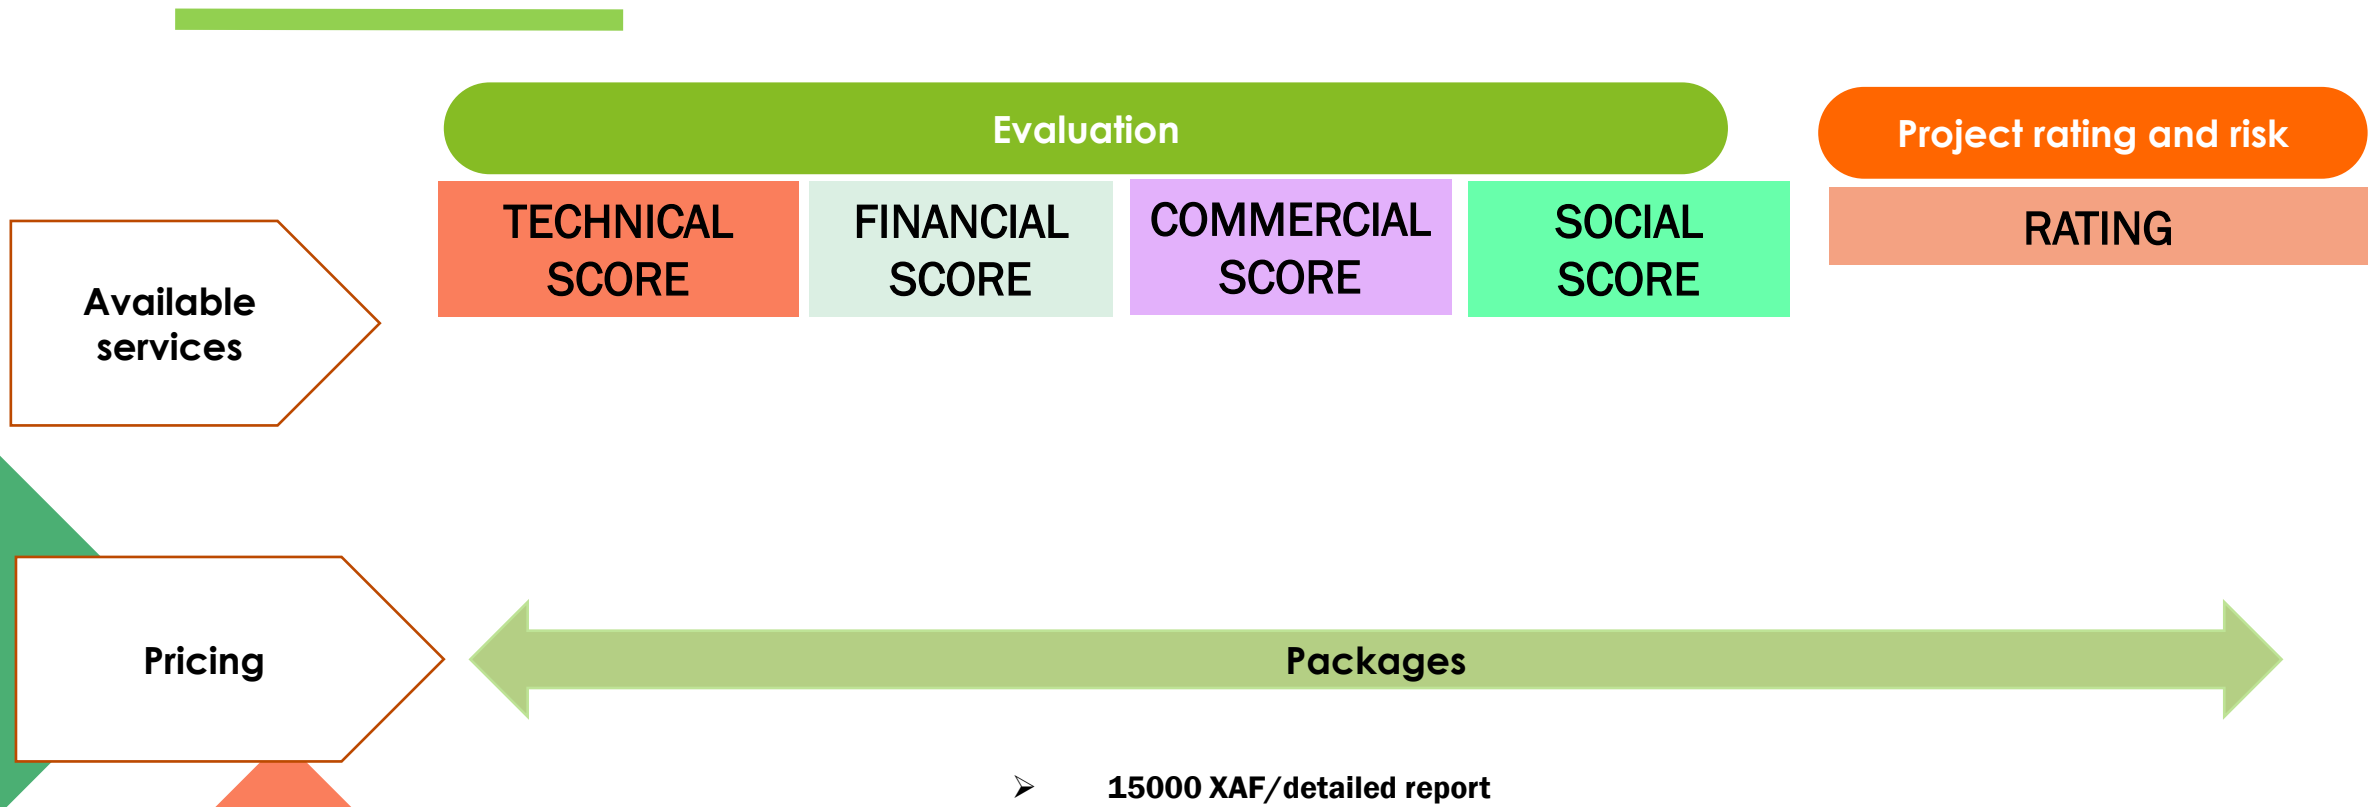 Evaluation
Project rating and risk
TECHNICAL
SCORE
FINANCIAL
SCORE
COMMERCIAL
SCORE
SOCIAL
SCORE
RATING
Available
services
Pricing
Packages
➢ 15000 XAF/detailed report